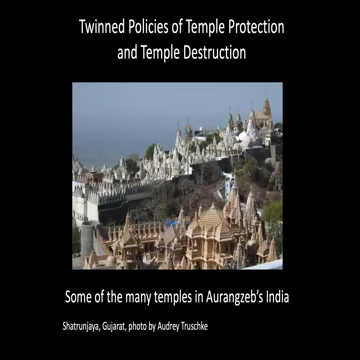 Twinned Policies of Temple Protection
and Temple Destruction
Some of the many temples in Aurangzeb's India
Shatrunjaya, Gujarat, photo by Audrey Truschke